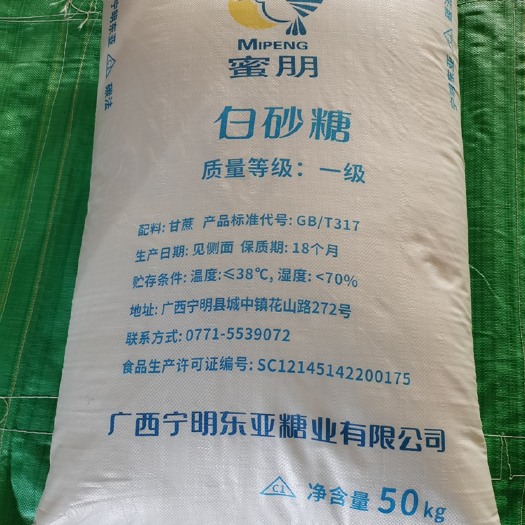 MIPENG
蜜朋
白砂糖
质量等级：一级
配料: 甘蔗 产品标准代号: GB/T317
生产日期: 见侧面 保质期: 18个月
贮存条件: 温度:≤38℃, 湿度: <70%
地址: 广西宁明县城中镇花山路272号
联系方式: 0771-5539072
食品生产许可证编号: SC12145142200175
广西宁明东亚糖业有限公司
C1 净含量 50kg